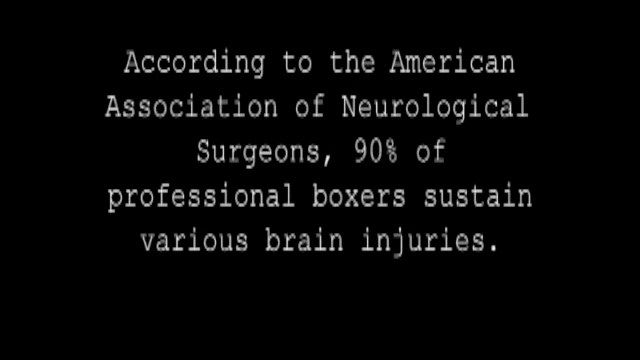 According to the American
Association of Neurological
Surgeons, 90% of
professional boxers sustain
various brain injuries.